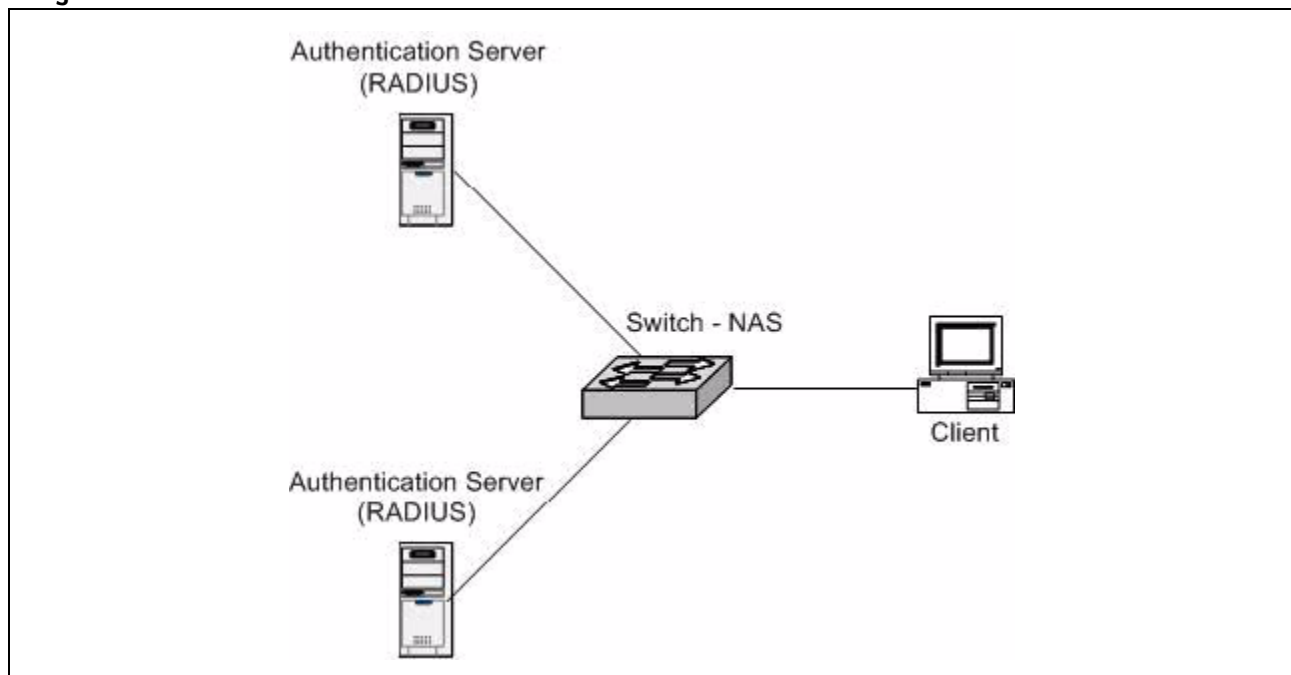 Authentication Server
(RADIUS)
Switch - NAS
Client
Authentication Server
(RADIUS)